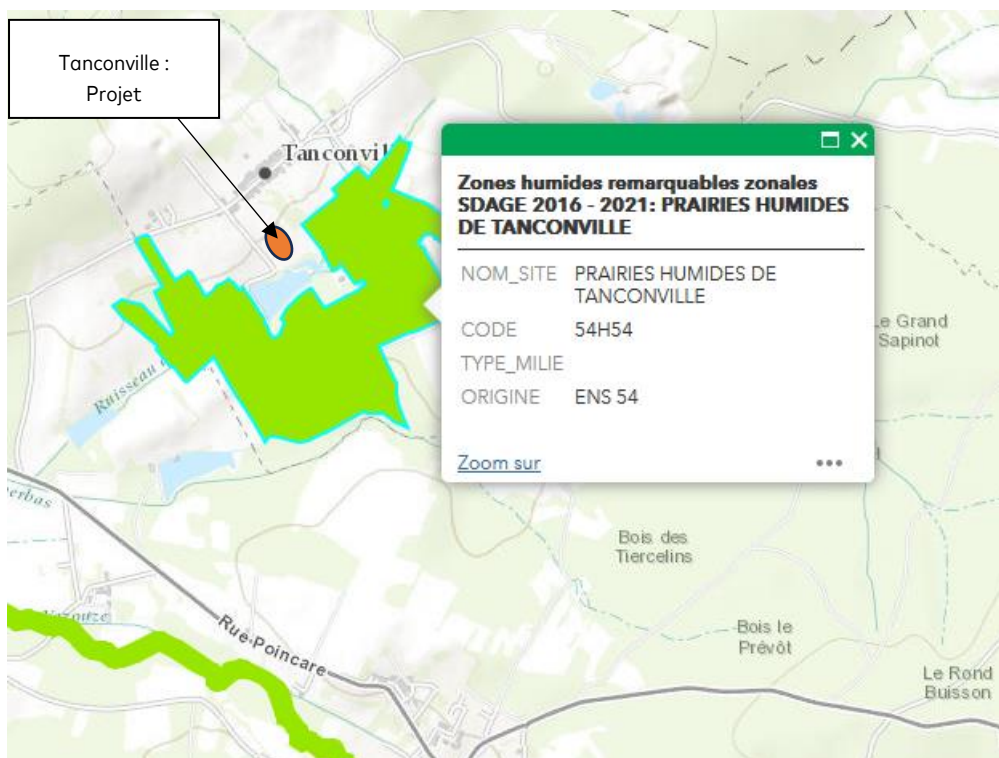 Tanconville :
Projet
Tanconvil
Zones humides remarquables zonales
SDAGE 2016 - 2021: PRAIRIES HUMIDES
DE TANCONVILLE
NOM_SITE PRAIRIES HUMIDES DE
TANCONVILLE
CODE 54H54
TYPE_MILIE
ORIGINE ENS 54
Zoom sur
Le Grand
Sapinot
Ruisseau
erbas
Bois des
Tiercelins
Vezouze
Rue Poincare
Bois le
Prévôt
Le Rond
Buisson